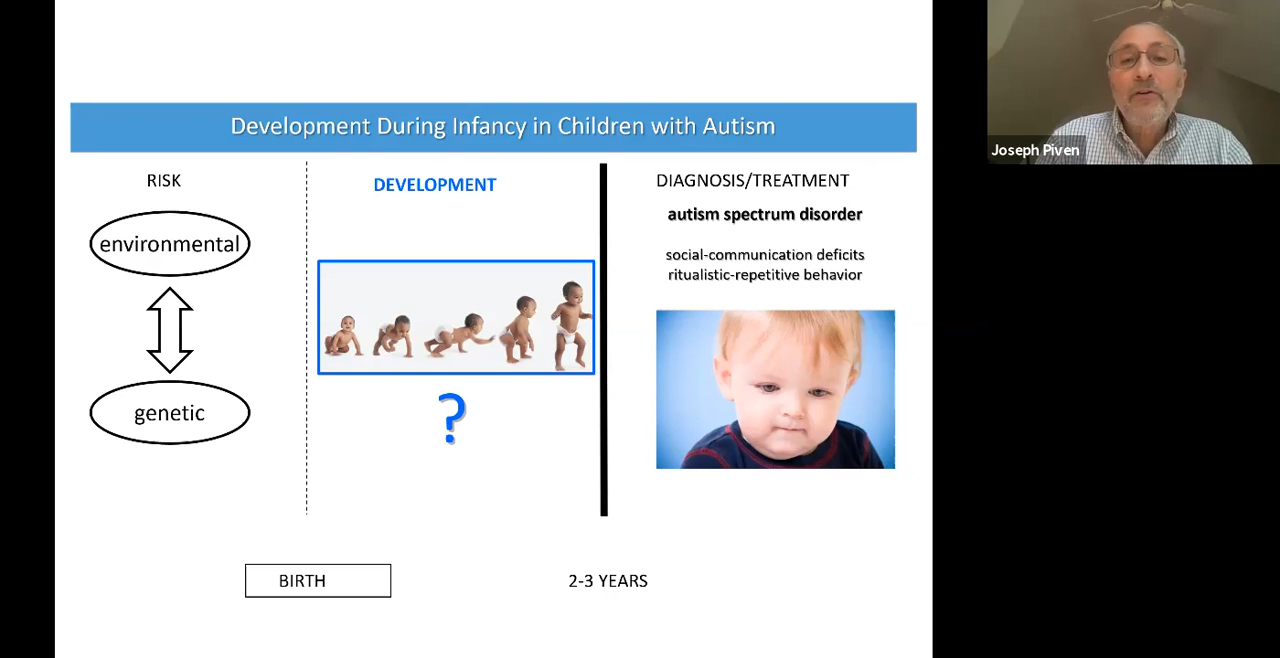 Development During Infancy in Children with Autism
RISK
environmental
genetic
DEVELOPMENT
?
DIAGNOSIS/TREATMENT
autism spectrum disorder
social-communication deficits
ritualistic-repetitive behavior
BIRTH
2-3 YEARS
Joseph Piven